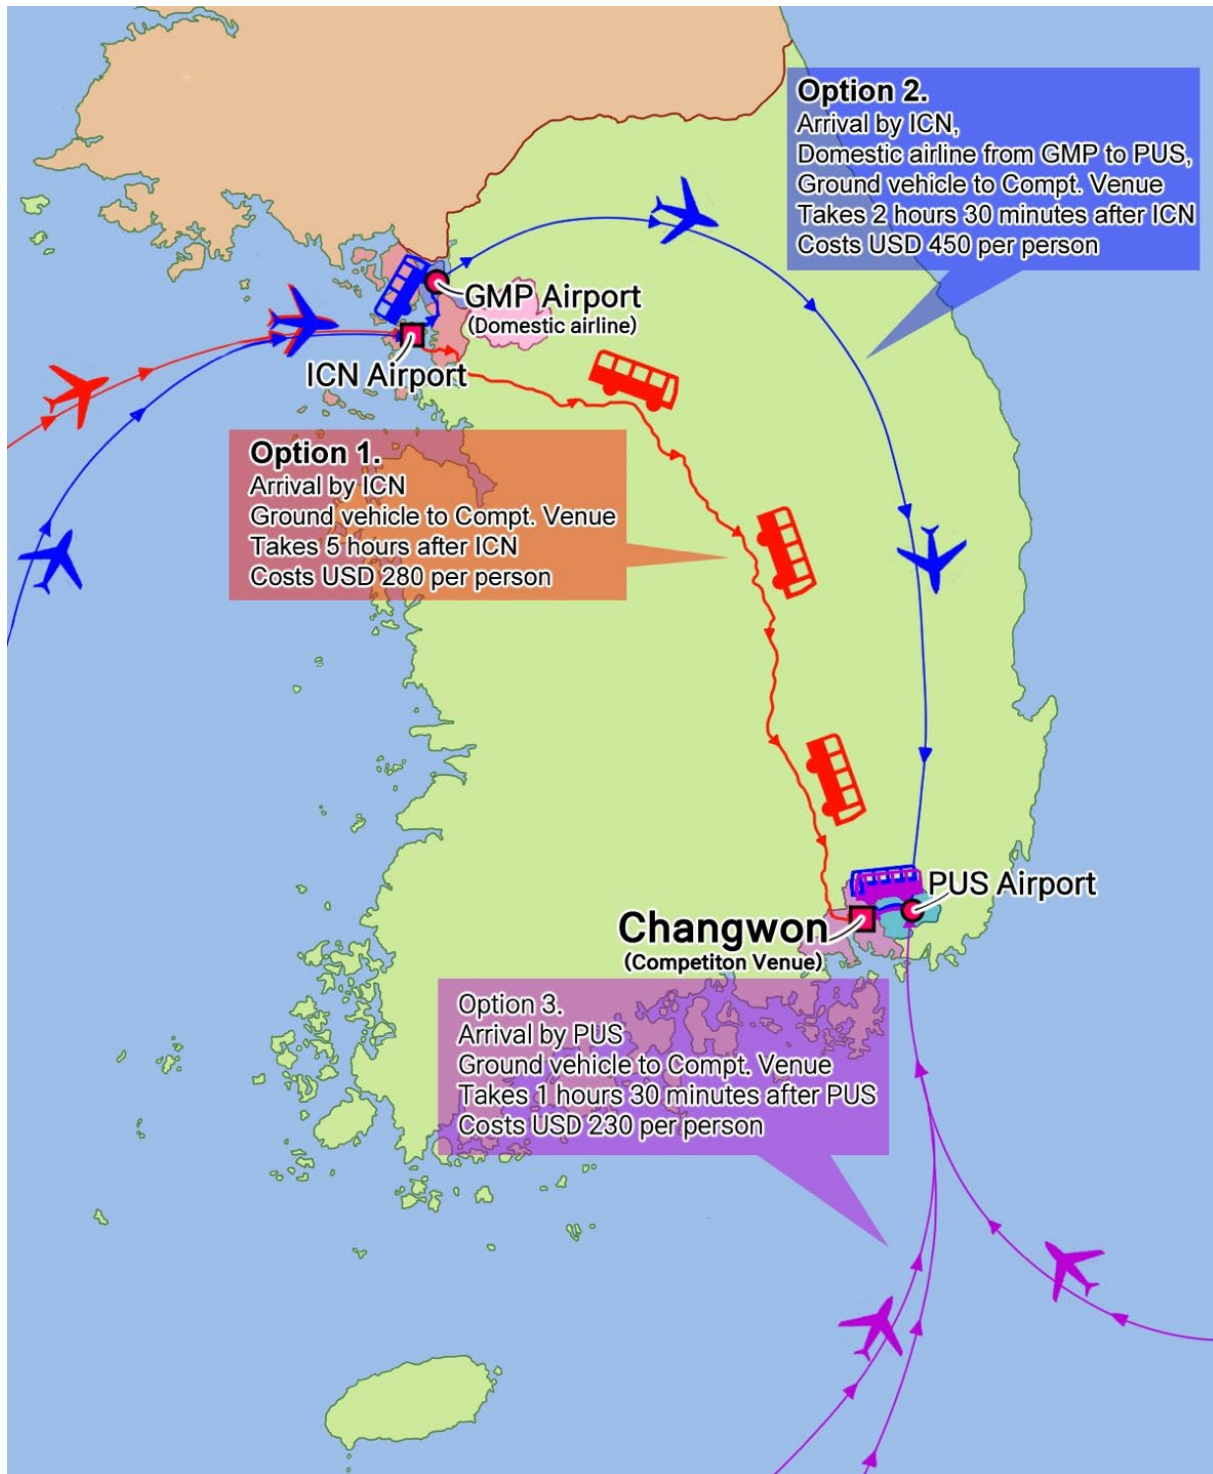 Option 2.
Arrival by ICN,
Domestic airline from GMP to PUS,
Ground vehicle to Compt. Venue
Takes 2 hours 30 minutes after ICN
Costs USD 450 per person
GMP Airport
(Domestic airline)
ICN Airport
Option 1.
Arrival by ICN
Ground vehicle to Compt. Venue
Takes 5 hours after ICN
Costs USD 280 per person
PUS Airport
Changwon
(Competiton Venue)
Option 3.
Arrival by PUS
Ground vehicle to Compt. Venue
Takes 1 hours 30 minutes after PUS
Costs USD 230 per person